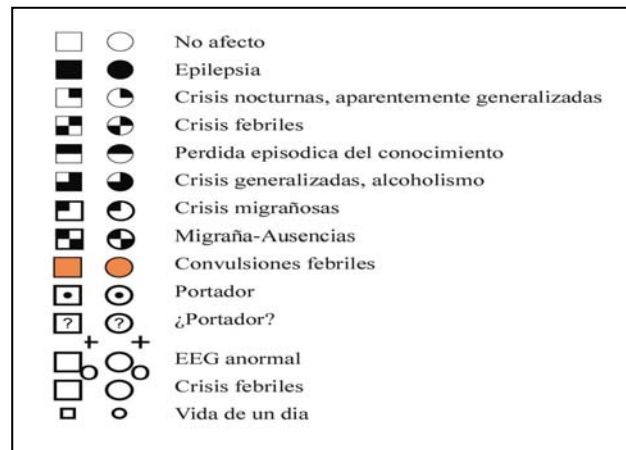 No afecto
Epilepsia
Crisis nocturnas, aparentemente generalizadas
Crisis febriles
Perdida episodica del conocimiento
Crisis generalizadas, alcoholismo
Crisis migrañosas
Migraña-Ausencias
Convulsiones febriles
Portador
? ? ¿Portador?
+ +
EEG anormal
Crisis febriles
Vida de un dia